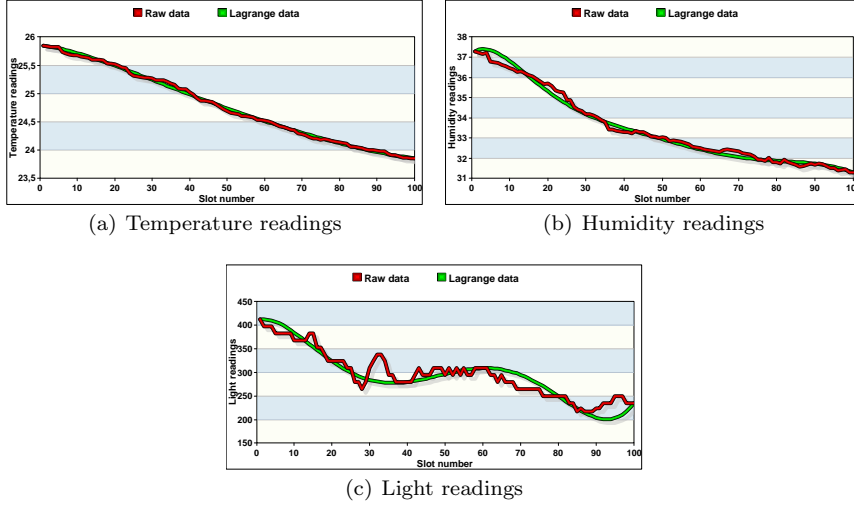 Raw data Lagrange data
Temperature readings
26
25,5
25
24,5
24
23,5
0 10 20 30 40 50 60 70 80 90 100
Slot number
(a) Temperature readings
Raw data Lagrange data
Humidity readings
38
37
36
35
34
33
32
31
0 10 20 30 40 50 60 70 80 90 100
Slot number
(b) Humidity readings
Raw data Lagrange data
Light readings
450
400
350
300
250
200
150
0 10 20 30 40 50 60 70 80 90 100
Slot number
(c) Light readings